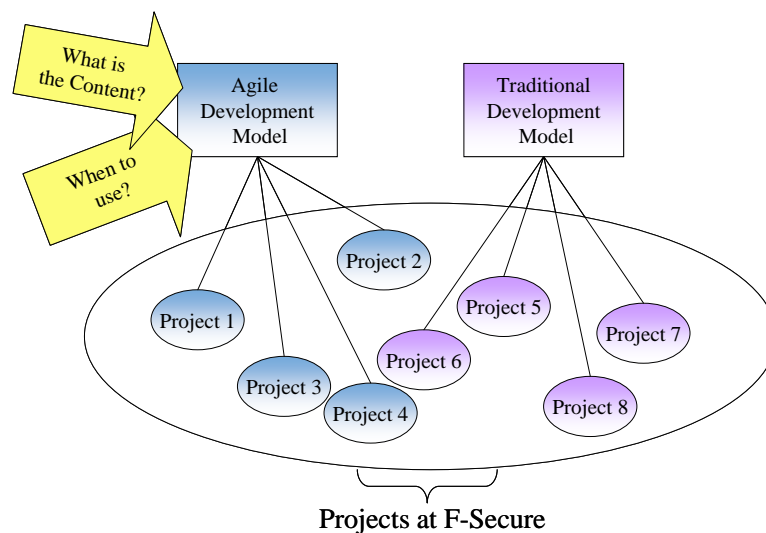 What is
the Content?
When to
use?
Agile
Development
Model
Traditional
Development
Model
Project 2
Project 1
Project 5
Project 7
Project 6
Project 3
Project 4
Project 8
Projects at F-Secure